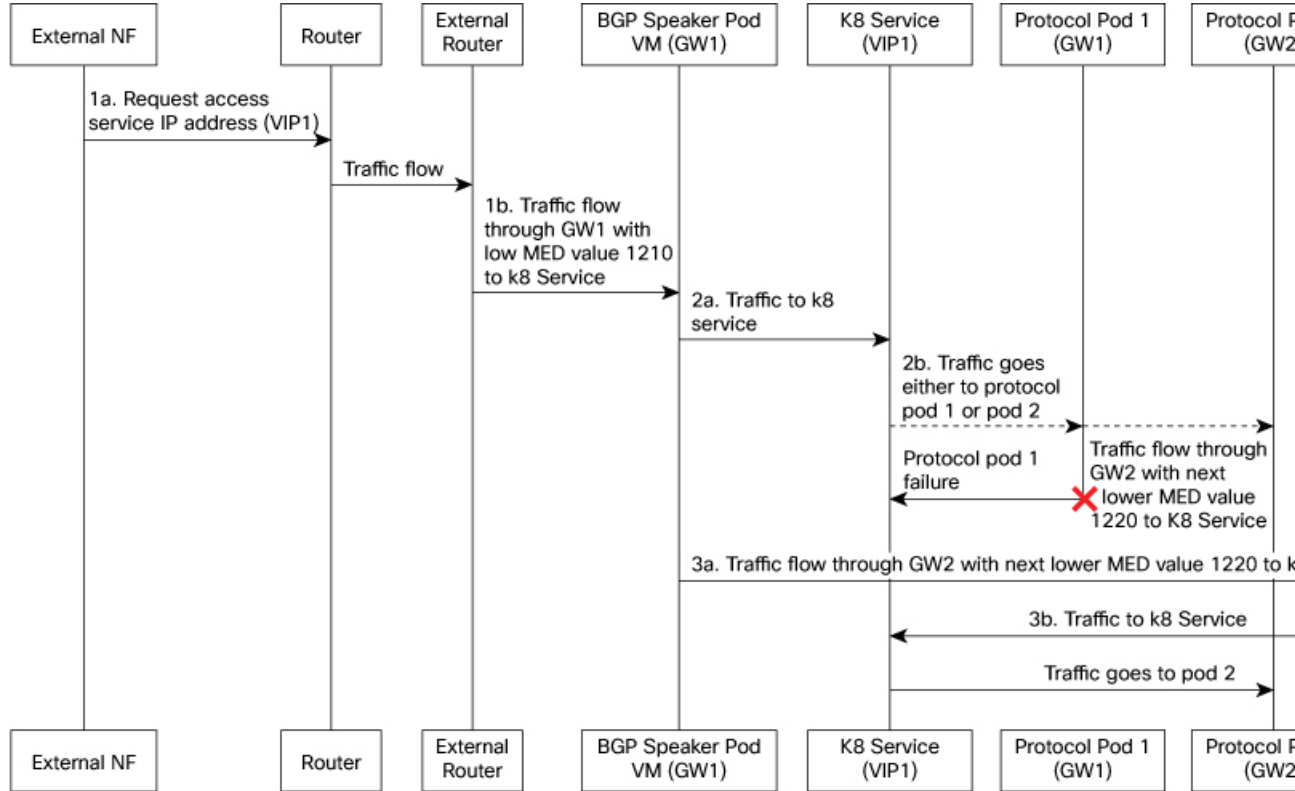 External NF
Router
External
Router
BGP Speaker Pod
VM (GW1)
K8 Service
(VIP1)
Protocol Pod 1
(GW1)
Protocol P
(GW2
1a. Request access
service IP address (VIP1)
Traffic flow
1b. Traffic flow
through GW1 with
low MED value 1210
to k8 Service
2a. Traffic to k8
service
2b. Traffic goes
either to protocol
pod 1 or pod 2
Protocol pod 1
failure
Traffic flow through
GW2 with next
lower MED value
1220 to K8 Service
3a. Traffic flow through GW2 with next lower MED value 1220 to k
3b. Traffic to k8 Service
Traffic goes to pod 2
External NF
Router
External
Router
BGP Speaker Pod
VM (GW1)
K8 Service
(VIP1)
Protocol Pod 1
(GW1)
Protocol P
(GW2